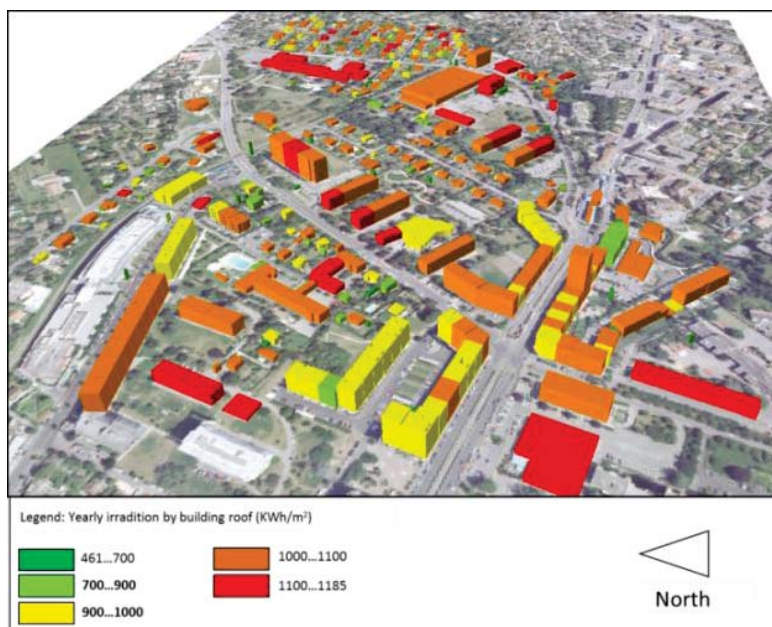 Legend: Yearly irradition by building roof (KWh/m²)
461...700
1000...1100
700...900
1100...1185
900...1000
North